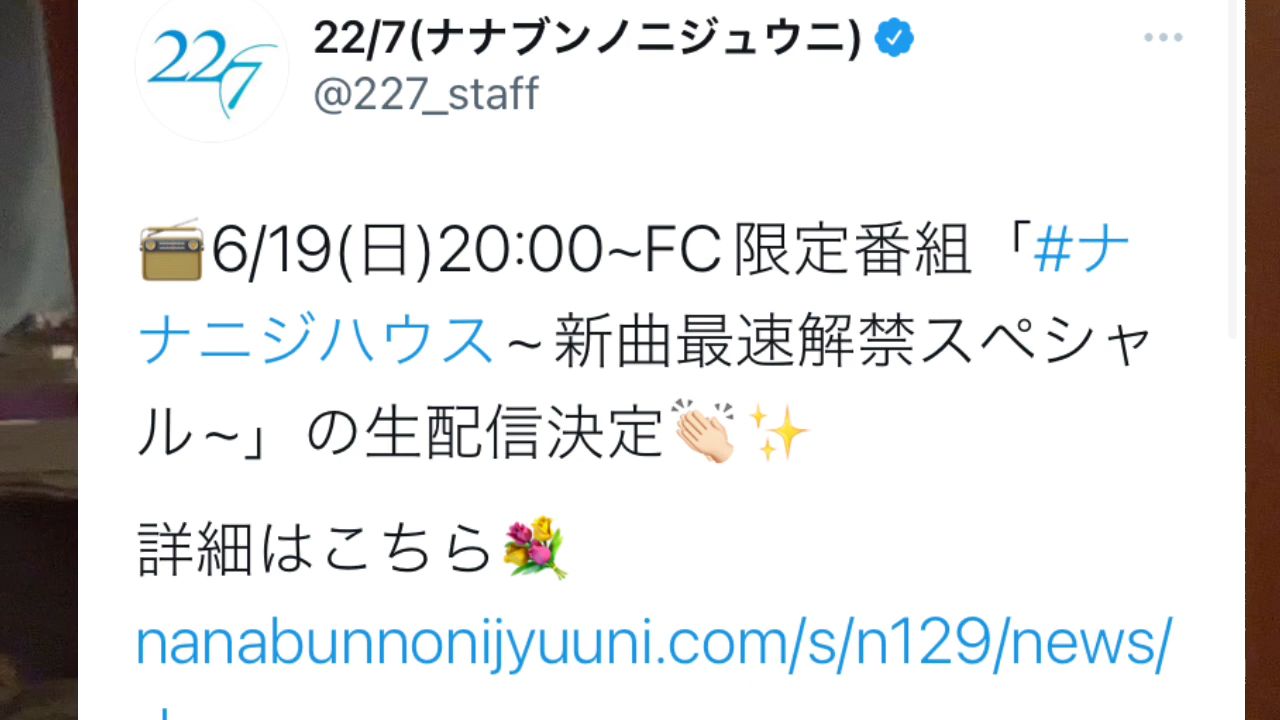 227
22/7(ナナブンノニジュウニ)
@227_staff
6/19(日)20:00~FC限定番組「#ナ
ナニジハウス~新曲最速解禁スペシャ
ル~」の生配信決定
詳細はこちら
nanabunnonijyuuni.com/s/n129/news/